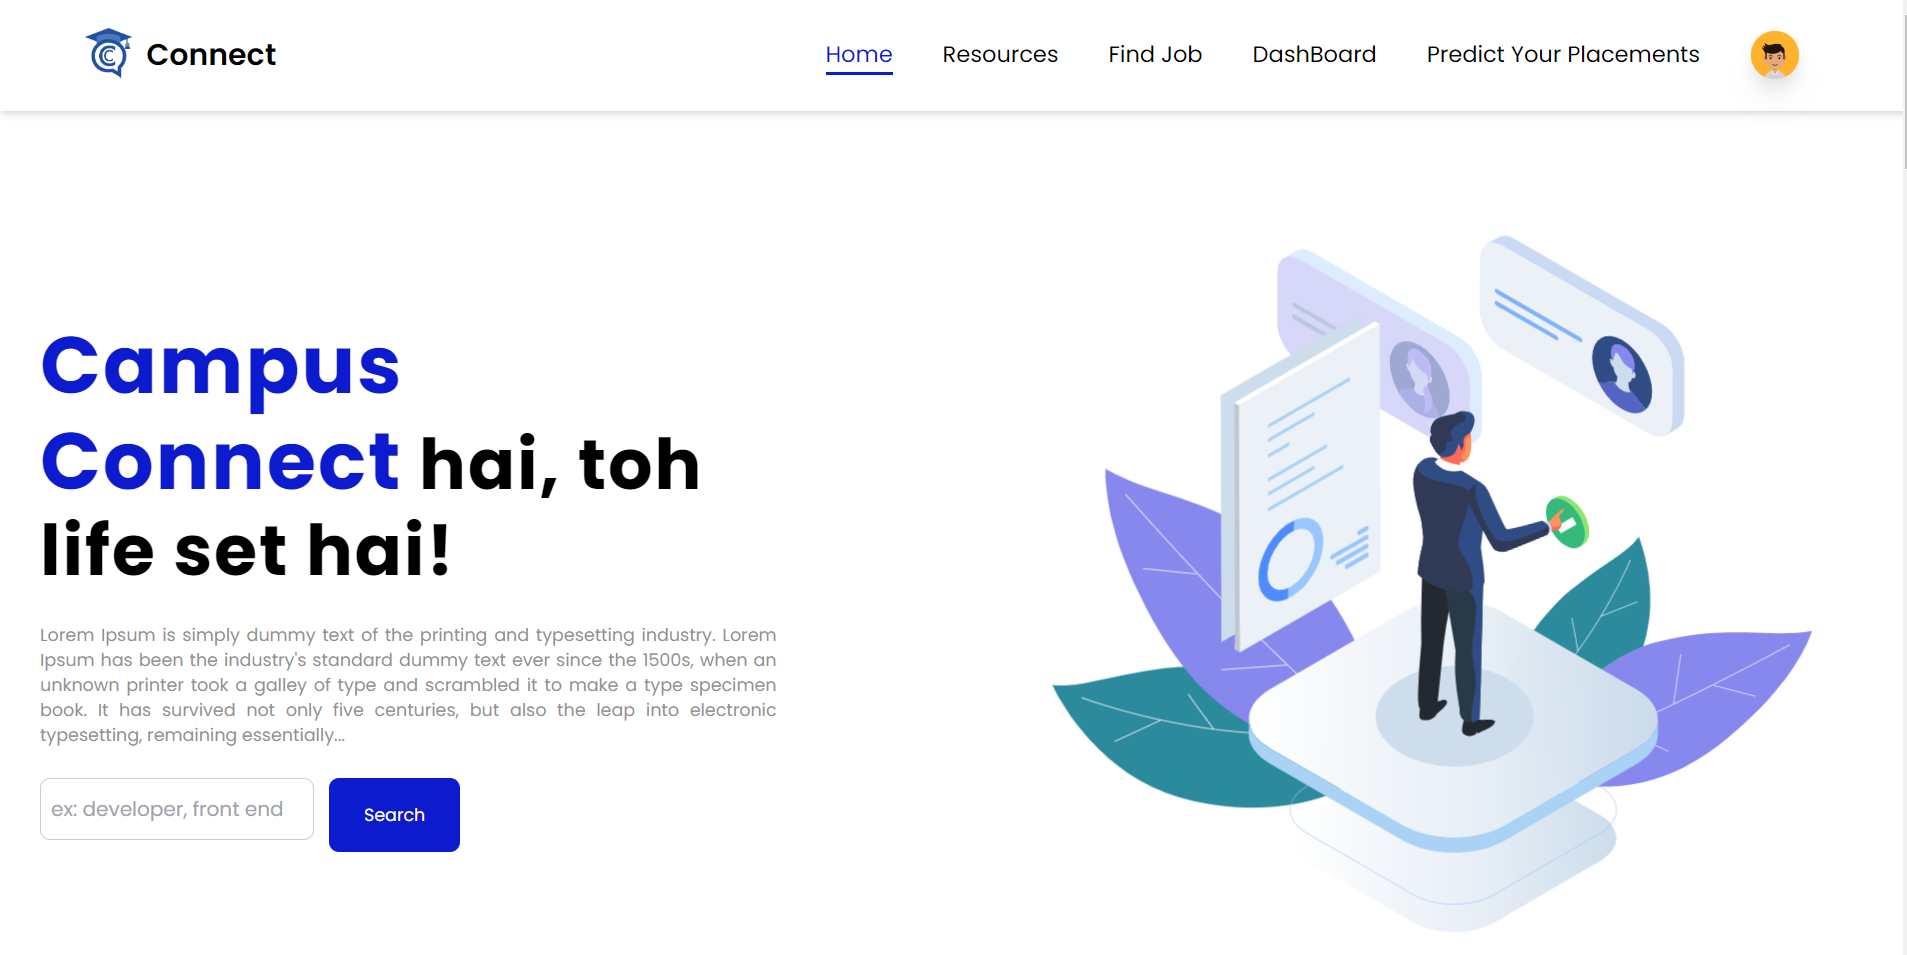 Connect
Home Resources Find Job DashBoard Predict Your Placements
Campus
Connect hai, toh
life set hai!
Lorem Ipsum is simply dummy text of the printing and typesetting industry. Lorem
Ipsum has been the industry's standard dummy text ever since the 1500s, when an
unknown printer took a galley of type and scrambled it to make a type specimen
book. It has survived not only five centuries, but also the leap into electronic
typesetting, remaining essentially...
ex: developer, front end
Search